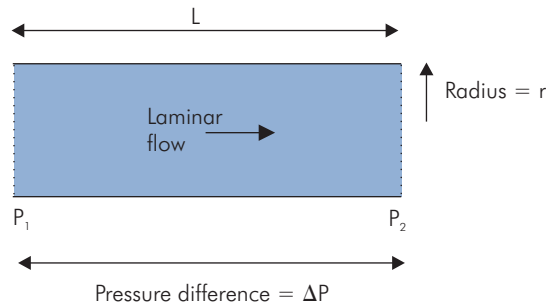 L
Laminar
flow
Radius = r
P₁
P₂
Pressure difference = ΔP